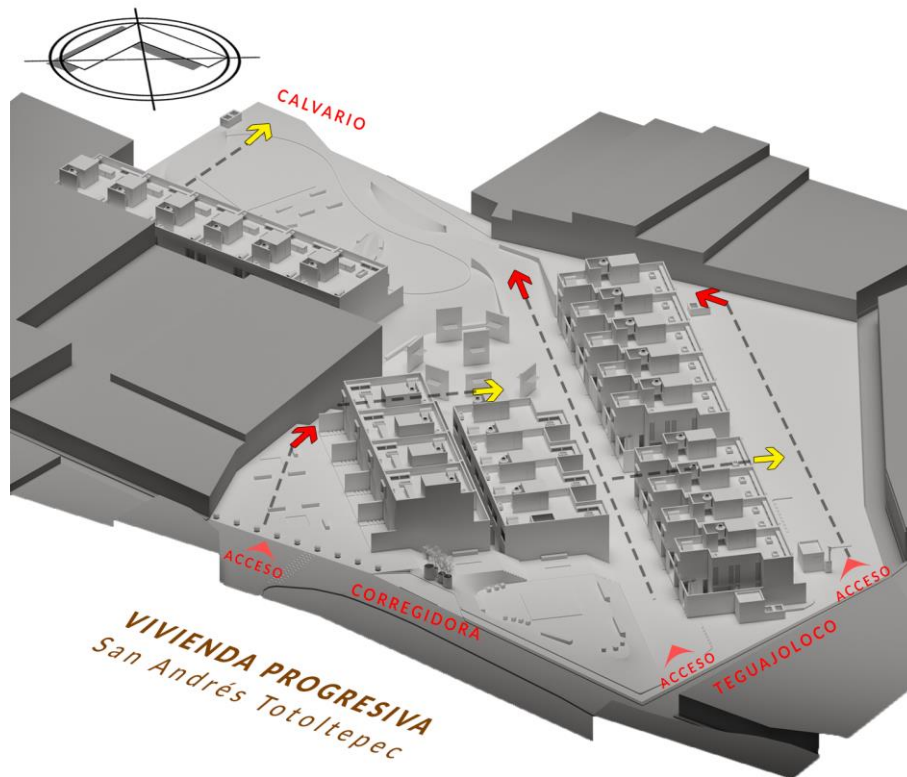 CALVARIO
ACCESO
CORREGIDORA
ACCESO
ACCESO
TEGUAJOLOCO
VIVIENDA PROGRESIVA
San Andrés Totoltepec